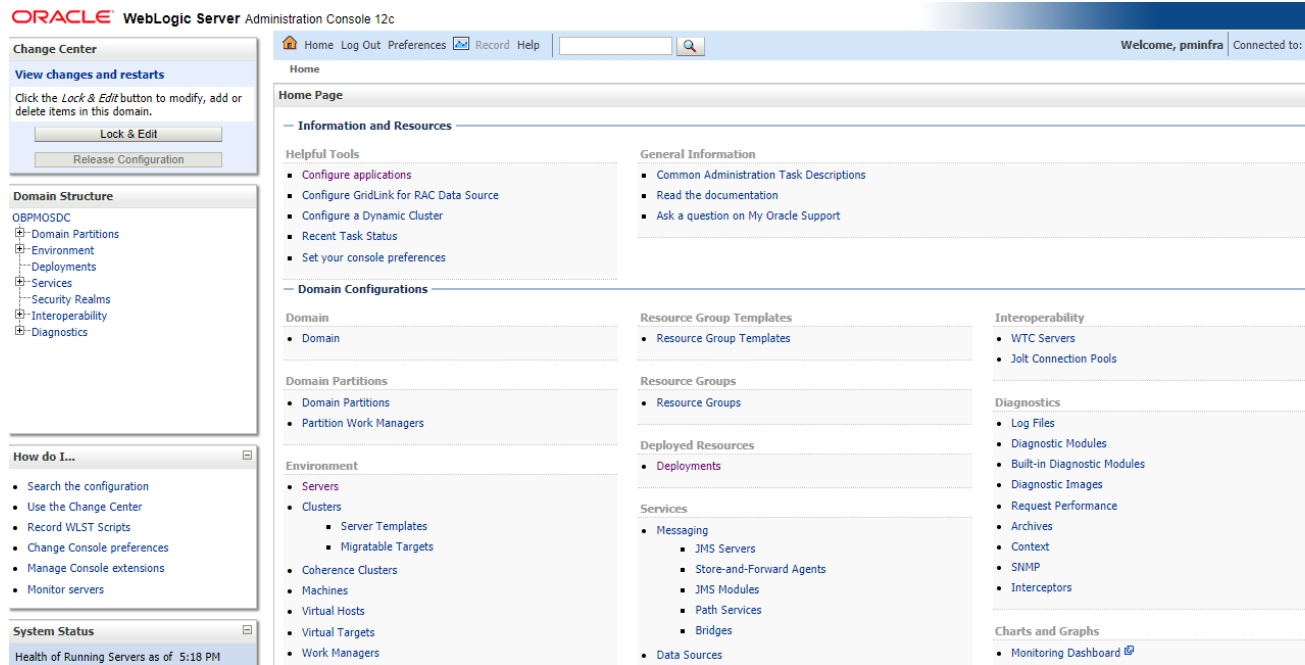 ORACLE WebLogic Server Administration Console 12c
Change Center
View changes and restarts
Click the Lock & Edit button to modify, add or
delete items in this domain.
Lock & Edit
Release Configuration
Domain Structure
OBPMOSDC
Domain Partitions
Environment
Deployments
Services
Security Realms
Interoperability
Diagnostics
How do I...
Search the configuration
Use the Change Center
Record WLST Scripts
Change Console preferences
Manage Console extensions
Monitor servers
System Status
Health of Running Servers as of 5:18 PM
Home Log Out Preferences Record Help
Welcome, pminfra Connected to:
Home
Home Page
Information and Resources
Helpful Tools
Configure applications
Configure GridLink for RAC Data Source
Configure a Dynamic Cluster
Recent Task Status
Set your console preferences
General Information
Common Administration Task Descriptions
Read the documentation
Ask a question on My Oracle Support
Domain Configurations
Domain
Domain
Domain Partitions
Domain Partitions
Partition Work Managers
Environment
Servers
Clusters
Server Templates
Migratable Targets
Coherence Clusters
Machines
Virtual Hosts
Virtual Targets
Work Managers
Resource Group Templates
Resource Group Templates
Resource Groups
Resource Groups
Deployed Resources
Deployments
Services
Messaging
JMS Servers
Store-and-Forward Agents
JMS Modules
Path Services
Bridges
Data Sources
Interoperability
WTC Servers
Jolt Connection Pools
Diagnostics
Log Files
Diagnostic Modules
Built-in Diagnostic Modules
Diagnostic Images
Request Performance
Archives
Context
SNMP
Interceptors
Charts and Graphs
Monitoring Dashboard